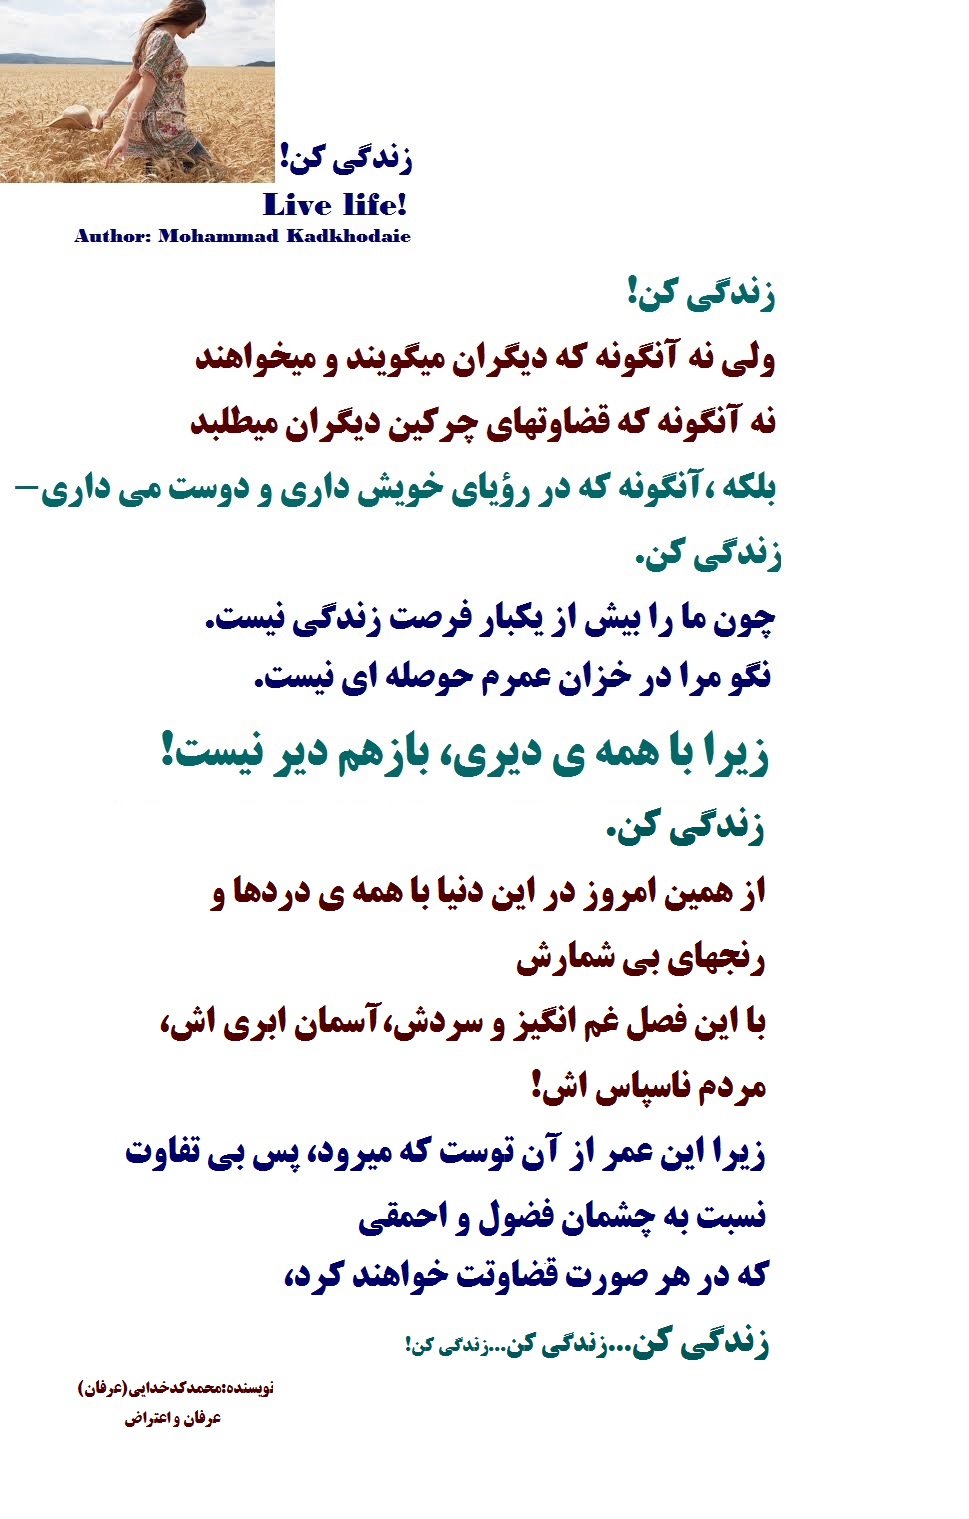 زندگی کن!
Live life!
Author: Mohammad Kadkhodaie
زندگی کن!
ولی نه آنگونه که دیگران میگویند و میخواهند
نه آنگونه که قضاوتهای چرکین دیگران میطلبد
بلکه ،آنگونه که در رؤیای خویش داری و دوست می داری-
زندگی کن.
چون ما را بیش از یکبار فرصت زندگی نیست.
نگو مرا در خزان عمرم حوصله ای نیست.
زیرا با همه ی دیری، بازهم دیر نیست!
زندگی کن.
از همین امروز در این دنیا با همه ی دردها و
رنجهای بی شمارش
با این فصل غم انگیز و سردش،آسمان ابری اش،
مردم ناسپاس اش!
زیرا این عمر از آن توست که میرود، پس بی تفاوت
نسبت به چشمان فضول و احمقی
که در هر صورت قضاوتت خواهند کرد،
زندگی کن...زندگی کن...زندگی کن!
نویسنده:محمدکدخدایی(عرفان)
عرفان و اعتراض